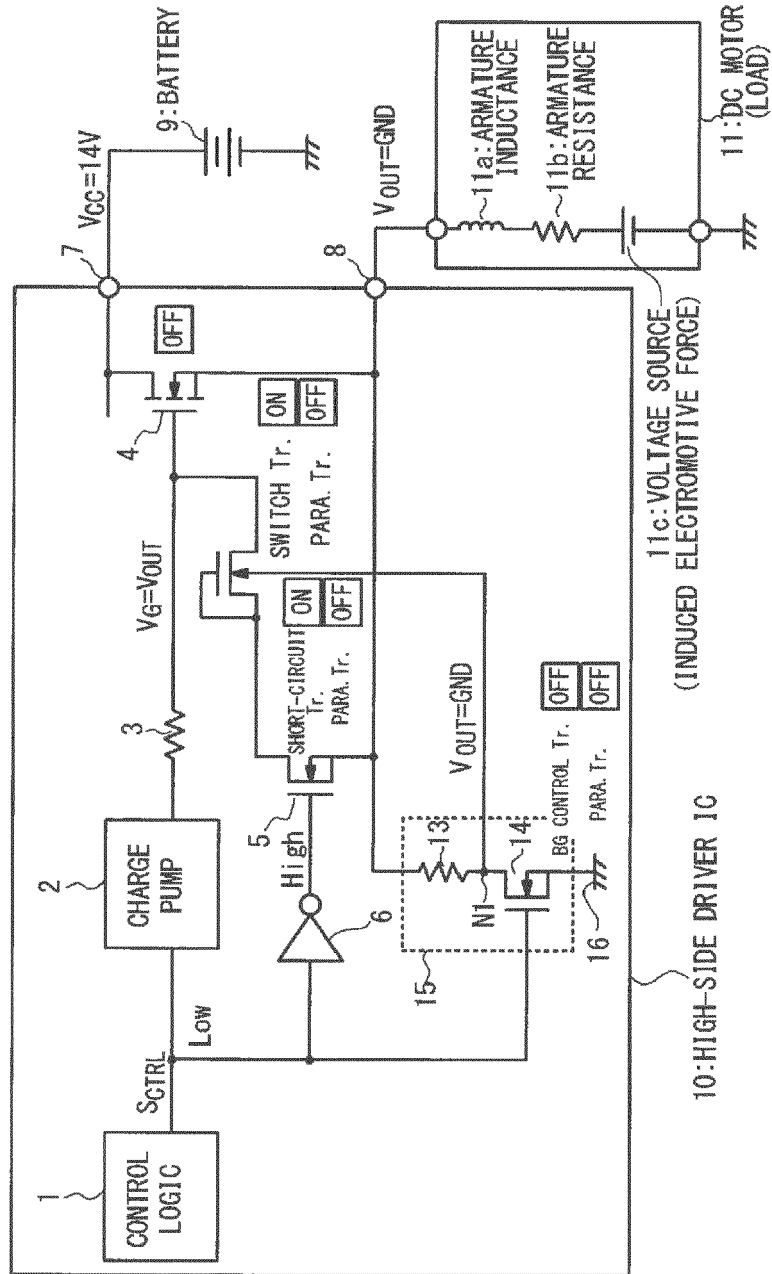 1
CONTROL
LOGIC
SCTRL
Low
2
CHARGE
PUMP
3
VG=VOUT
4
OFF
7
VCC=14V
9:BATTERY
SWITCH Tr.
ON
PARA. Tr.
OFF
SHORT-CIRCUIT
Tr.
ON
PARA. Tr.
OFF
5
High
6
8
VOUT=GND
VOUT=GND
13
N1
14
15
BG CONTROL Tr.
OFF
PARA. Tr.
OFF
16
11a:ARMATURE
INDUCTANCE
11b:ARMATURE
RESISTANCE
11c:VOLTAGE SOURCE
(INDUCED ELECTROMOTIVE FORCE)
11:DC MOTOR
(LOAD)
10:HIGH-SIDE DRIVER IC